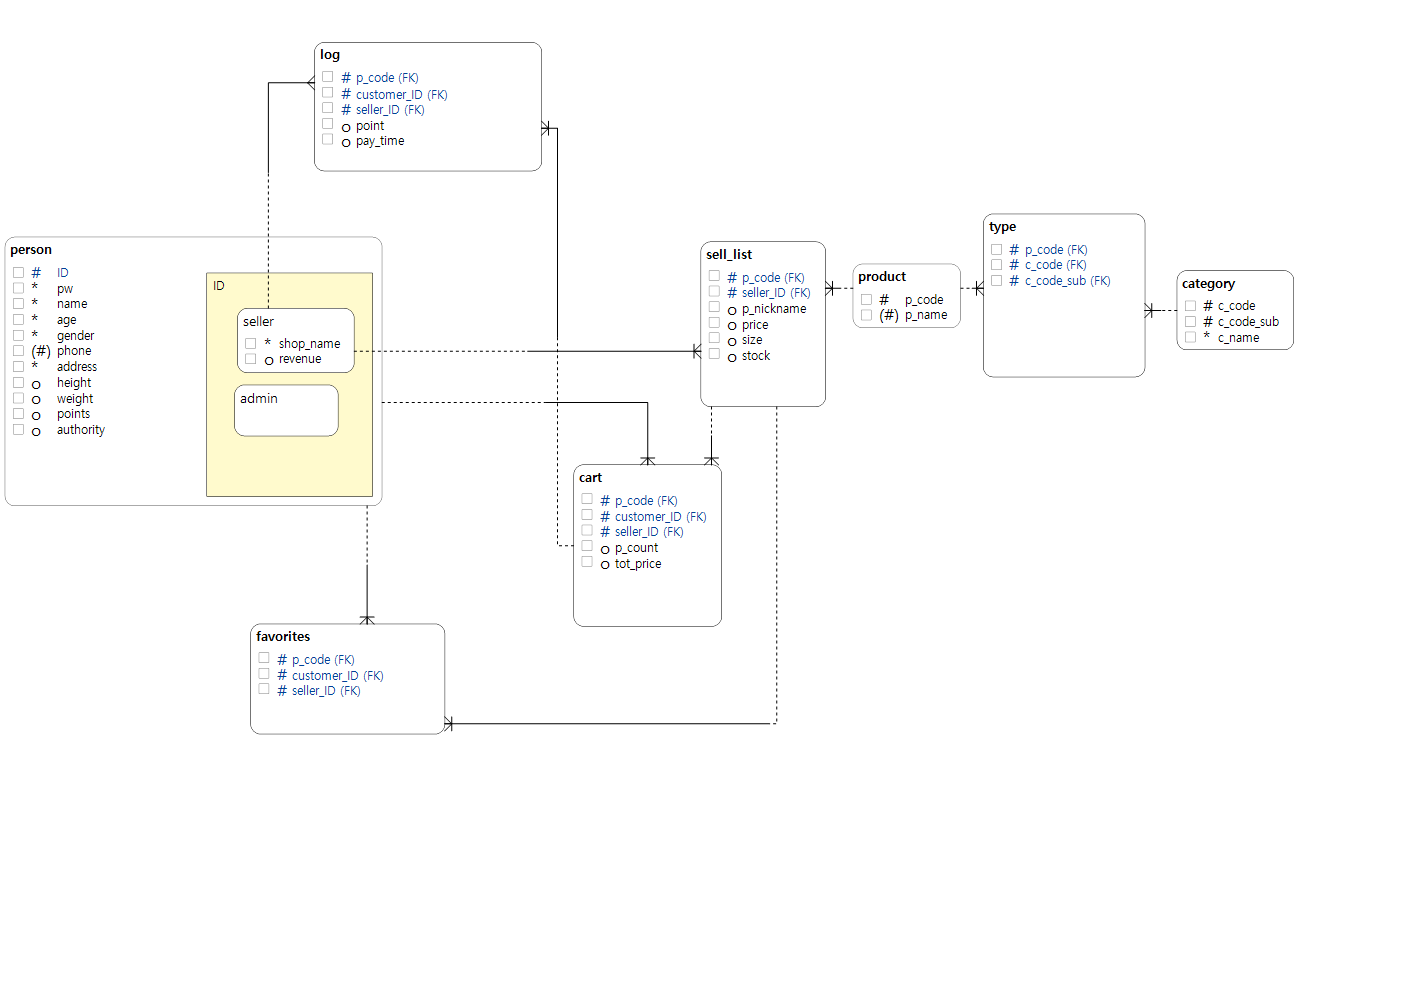 log
# p_code (FK)
# customer_ID (FK)
# seller_ID (FK)
o point
o pay_time
person
# ID
* pw
* name
* age
* gender
(#) phone
* address
o height
o weight
o points
o authority
ID
seller
* shop_name
o revenue
admin
sell_list
# p_code (FK)
# seller_ID (FK)
o p_nickname
o price
o size
o stock
product
# p_code
(#) p_name
type
# p_code (FK)
# c_code (FK)
# c_code_sub (FK)
category
# c_code
# c_code_sub
* c_name
cart
# p_code (FK)
# customer_ID (FK)
# seller_ID (FK)
o p_count
o tot_price
favorites
# p_code (FK)
# customer_ID (FK)
# seller_ID (FK)